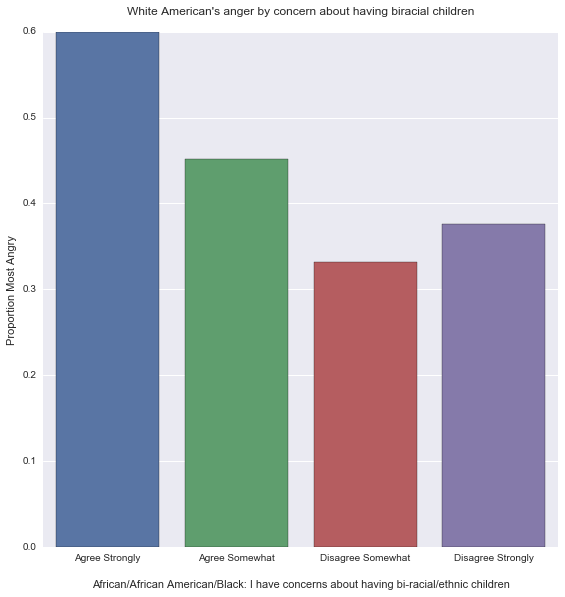 White American's anger by concern about having biracial children
0.6
0.5
0.4
0.3
0.2
0.1
0.0
Proportion Most Angry
Agree Strongly
Agree Somewhat
Disagree Somewhat
Disagree Strongly
African/African American/Black: I have concerns about having bi-racial/ethnic children